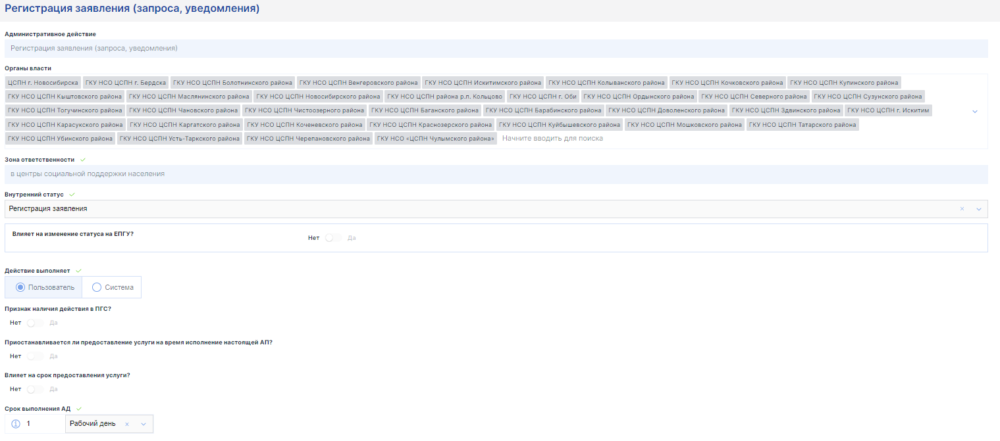 Регистрация заявления (запроса, уведомления)
Административное действие
Регистрация заявления (запроса, уведомления)
Органы власти
ЦСПН г. Новосибирска ГКУ НСО ЦСПН г. Бердска ГКУ НСО ЦСПН Болотнинского района ГКУ НСО ЦСПН Венгеровского района ГКУ НСО ЦСПН Искитимского района ГКУ НСО ЦСПН Колыванского района ГКУ НСО ЦСПН Кочковского района ГКУ НСО ЦСПН Купинского района
ГКУ НСО ЦСПН Кыштовского района ГКУ НСО ЦСПН Маслянинского района ГКУ НСО ЦСПН Новосибирского района ГКУ НСО ЦСПН района р.п. Кольцово ГКУ НСО ЦСПН г. Оби ГКУ НСО ЦСПН Ордынского района ГКУ НСО ЦСПН Северного района ГКУ НСО ЦСПН Сузунского района
ГКУ НСО ЦСПН Тогучинского района ГКУ НСО ЦСПН Чановского района ГКУ НСО ЦСПН Чистоозерного района ГКУ НСО ЦСПН Баганского района ГКУ НСО ЦСПН Барабинского района ГКУ НСО ЦСПН Доволенского района ГКУ НСО ЦСПН Здвинского района ГКУ НСО ЦСПН г. Искитим
ГКУ НСО ЦСПН Карасукского района ГКУ НСО ЦСПН Каргатского района ГКУ НСО ЦСПН Коченевского района ГКУ НСО ЦСПН Краснозерского района ГКУ НСО ЦСПН Куйбышевского района ГКУ НСО ЦСПН Мошковского района ГКУ НСО ЦСПН Татарского района
ГКУ НСО ЦСПН Убинского района ГКУ НСО ЦСПН Усть-Таркского района ГКУ НСО ЦСПН Черепановского района ГКУ НСО «ЦСПН Чулымского района» Начните вводить для поиска
Зона ответственности
в центры социальной поддержки населения
Внутренний статус
Регистрация заявления
Влияет на изменение статуса на ЕПГУ? Нет Да
Действие выполняет
Пользователь Система
Признак наличия действия в ПГС?
Нет Да
Приостанавливается ли предоставление услуги на время исполнение настоящей АП?
Нет Да
Влияет на срок предоставления услуги?
Нет Да
Срок выполнения АД
1 Рабочий день